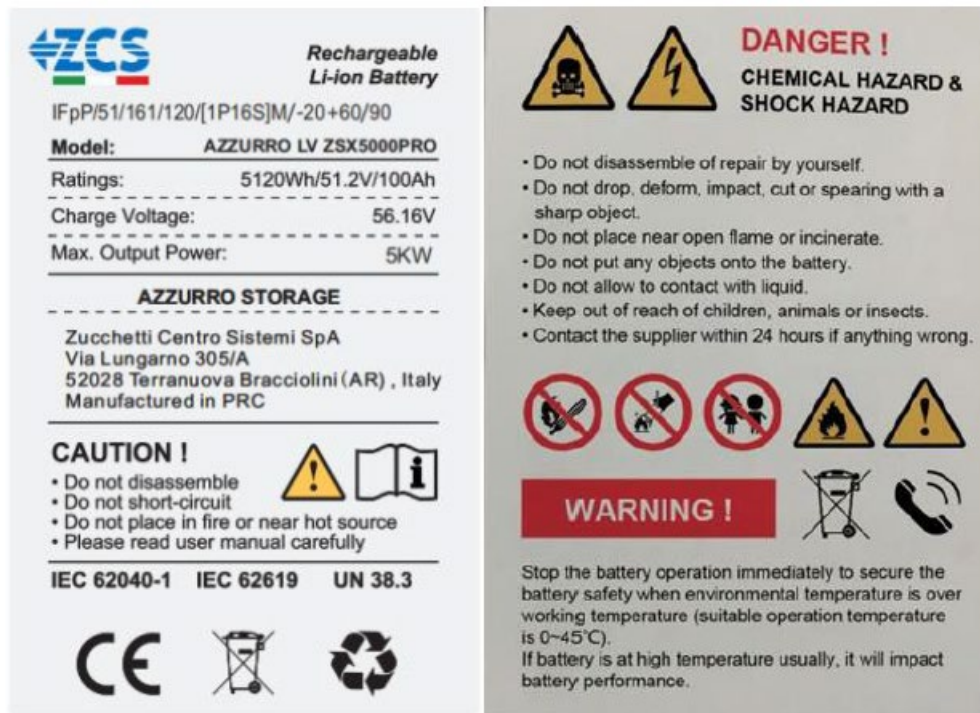 ZCS
Rechargeable
Li-ion Battery
IFpP/51/161/120/[1P16S]M/-20+60/90
Model: AZZURRO LV ZSX5000PRO
Ratings: 5120Wh/51.2V/100Ah
Charge Voltage: 56.16V
Max. Output Power: 5KW
AZZURRO STORAGE
Zucchetti Centro Sistemi SpA
Via Lungarno 305/A
52028 Terranuova Bracciolini(AR) , Italy
Manufactured in PRC
CAUTION !
• Do not disassemble
• Do not short-circuit
• Do not place in fire or near hot source
• Please read user manual carefully
IEC 62040-1 IEC 62619 UN 38.3
CE
DANGER !
CHEMICAL HAZARD &
SHOCK HAZARD
• Do not disassemble of repair by yourself.
• Do not drop, deform, impact, cut or spearing with a
sharp object.
• Do not place near open flame or incinerate.
• Do not put any objects onto the battery.
• Do not allow to contact with liquid.
• Keep out of reach of children, animals or insects.
• Contact the supplier within 24 hours if anything wrong.
WARNING !
Stop the battery operation immediately to secure the
battery safety when environmental temperature is over
working temperature (suitable operation temperature
is 0~45℃).
If battery is at high temperature usually, it will impact
battery performance.